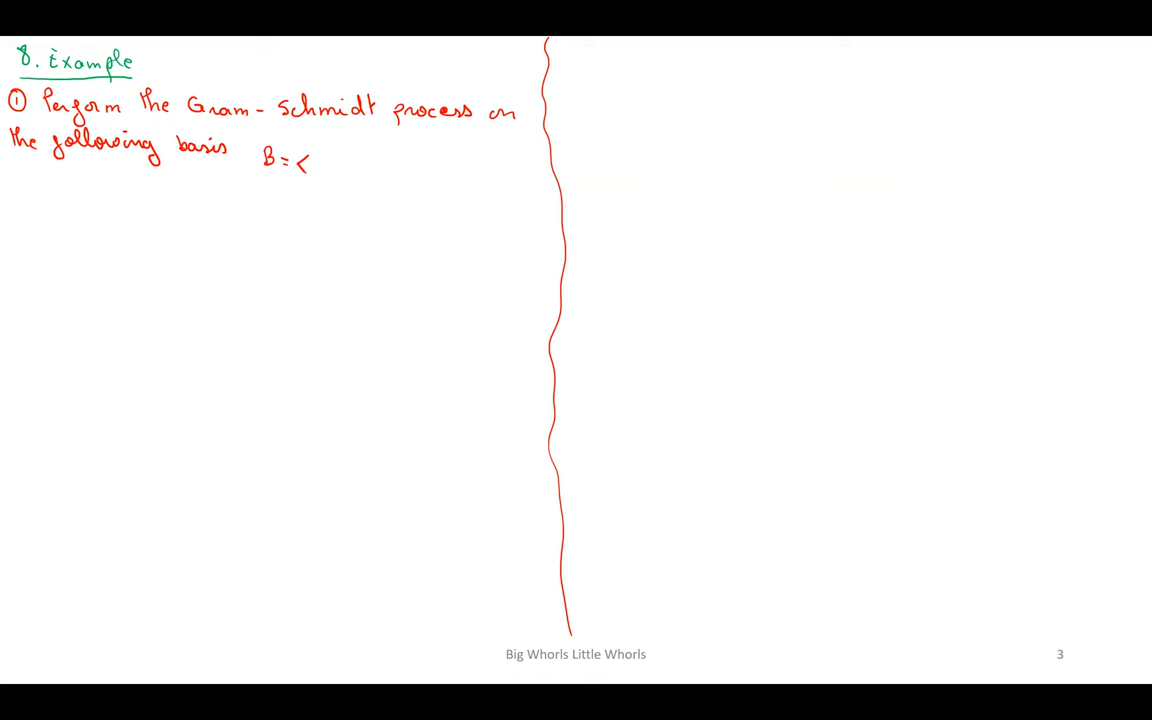 8. Example
① Perform the Gram - Schmidt process on
the following basis B = <
Big Whorls Little Whorls
3